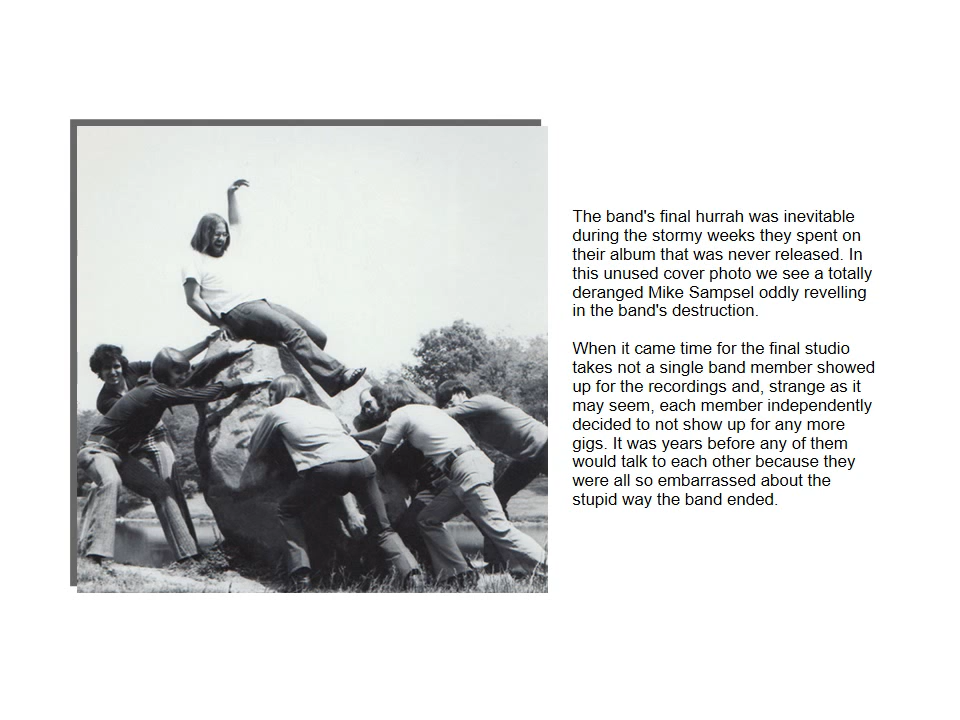 The band's final hurrah was inevitable
during the stormy weeks they spent on
their album that was never released. In
this unused cover photo we see a totally
deranged Mike Sampsel oddly revelling
in the band's destruction.
When it came time for the final studio
takes not a single band member showed
up for the recordings and, strange as it
may seem, each member independently
decided to not show up for any more
gigs. It was years before any of them
would talk to each other because they
were all so embarrassed about the
stupid way the band ended.